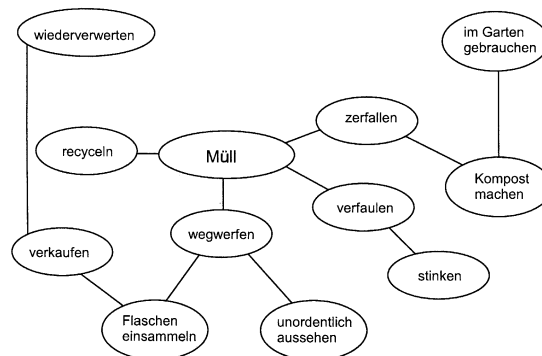 wiederverwerten
im Garten
gebrauchen
zerfallen
recyceln
Müll
Kompost
machen
verfaulen
wegwerfen
verkaufen
stinken
Flaschen
einsammeln
unordentlich
aussehen